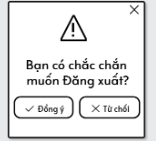 Bạn có chắc chắn
muốn Đăng xuất?
Đồng ý
Từ chối